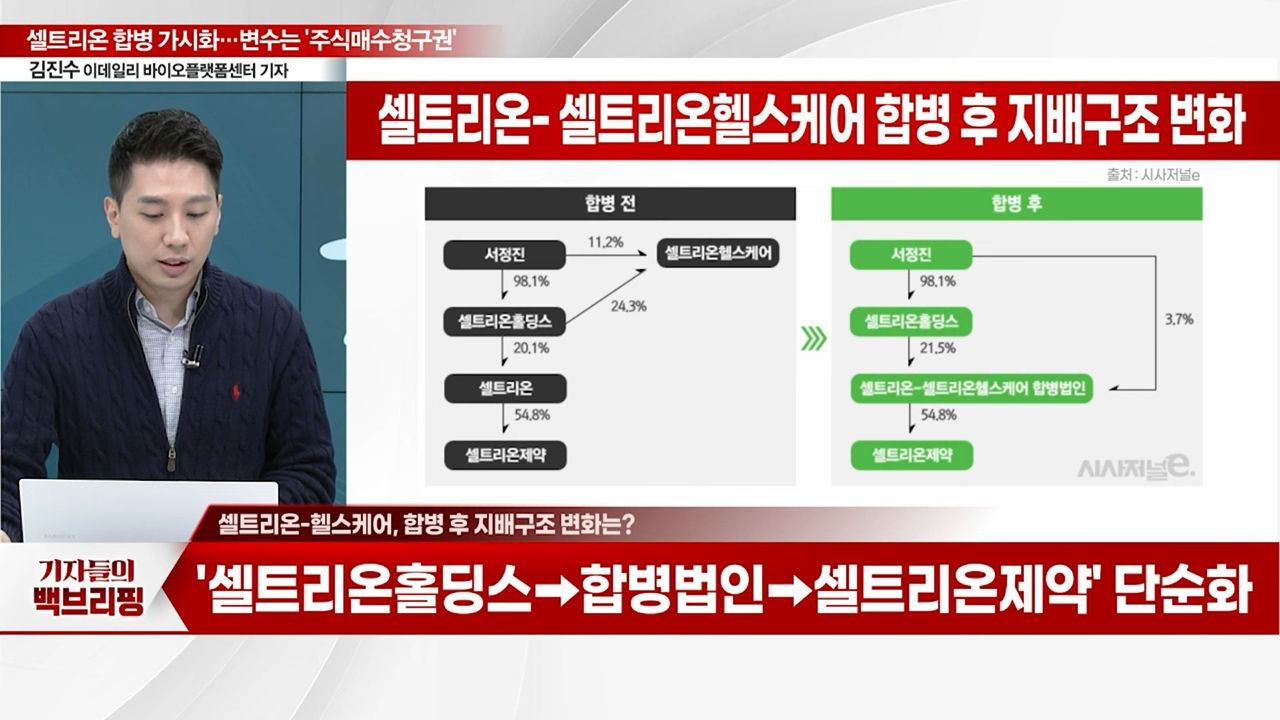 셀트리온 합병 가시화…변수는 '주식매수청구권'
김진수 이데일리 바이오플랫폼센터 기자
셀트리온- 셀트리온헬스케어 합병 후 지배구조 변화
출처 : 시사저널e
합병 전
서정진
11.2%
셀트리온헬스케어
98.1%
24.3%
셀트리온홀딩스
20.1%
셀트리온
54.8%
셀트리온제약
합병 후
서정진
98.1%
3.7%
셀트리온홀딩스
21.5%
셀트리온-셀트리온헬스케어 합병법인
54.8%
셀트리온제약
시사저널e.
셀트리온-헬스케어, 합병 후 지배구조 변화는?
기자들의
백브리핑
'셀트리온홀딩스➡합병법인➡셀트리온제약' 단순화